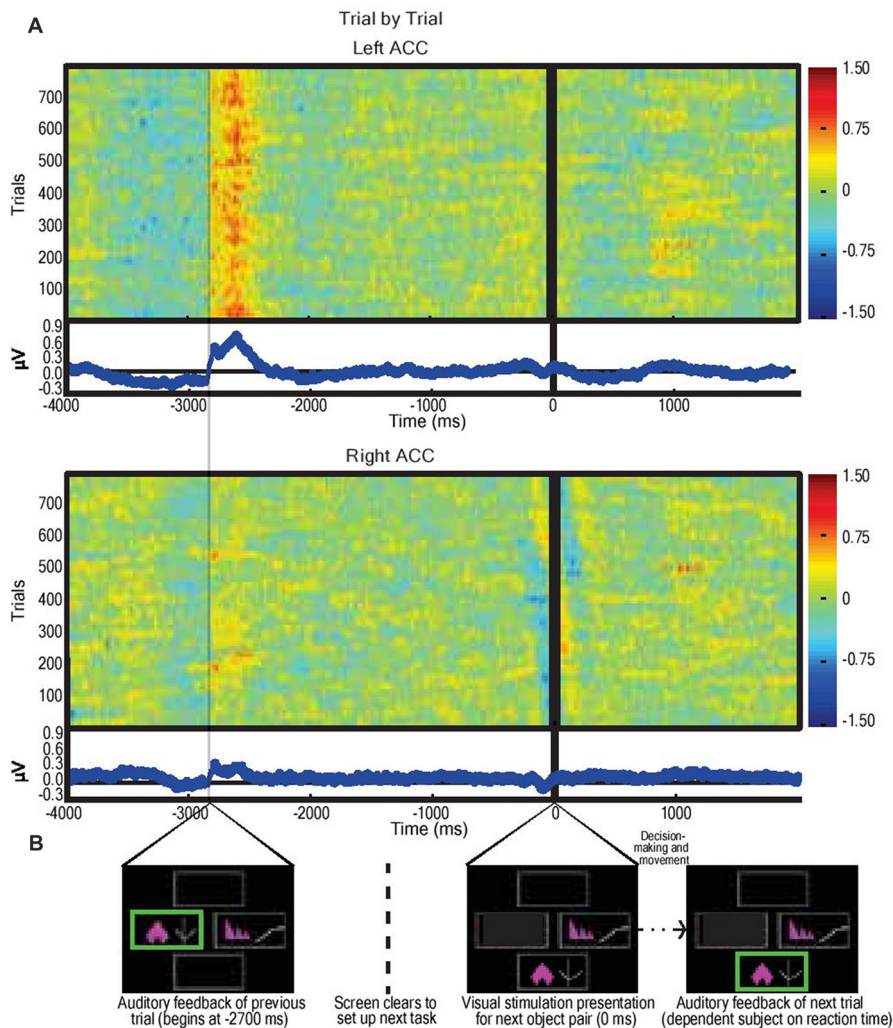 A
Trial by Trial
Left ACC
Trials
700
600
500
400
300
200
100
1.50
0.75
0
-0.75
-1.50
µV
0.9
0.6
0.3
0.0
-0.3
-4000 -3000 -2000 -1000 0 1000
Time (ms)
Right ACC
Trials
700
600
500
400
300
200
100
1.50
0.75
0
-0.75
-1.50
µV
0.9
0.6
0.3
0.0
-0.3
-4000 -3000 -2000 -1000 0 1000
Time (ms)
B
Decision-
making and
movement
Auditory feedback of previous
trial (begins at -2700 ms)
Screen clears to
set up next task
Visual stimulation presentation
for next object pair (0 ms)
Auditory feedback of next trial
(dependent subject on reaction time)